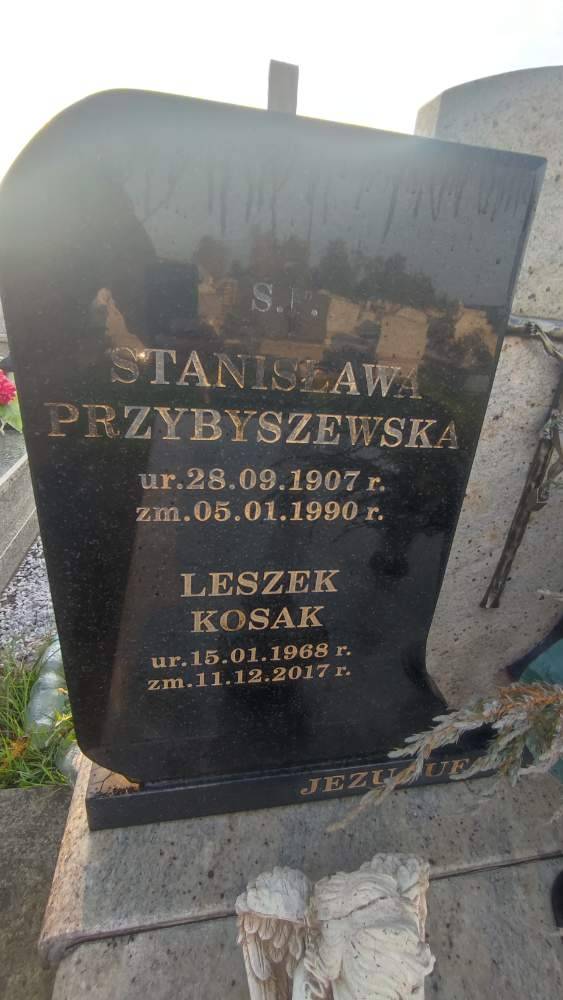 Ś.P.
STANISŁAWA
PRZYBYSZEWSKA
ur.28.09.1907 r.
zm.05.01.1990 r.
LESZEK
KOSAK
ur.15.01.1968 r.
zm.11.12.2017 r.
JEZU